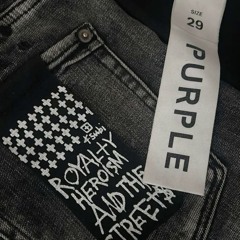 SIZE
29
PURPLE
ROYALTY
HEROISM
AND THE
STREETS